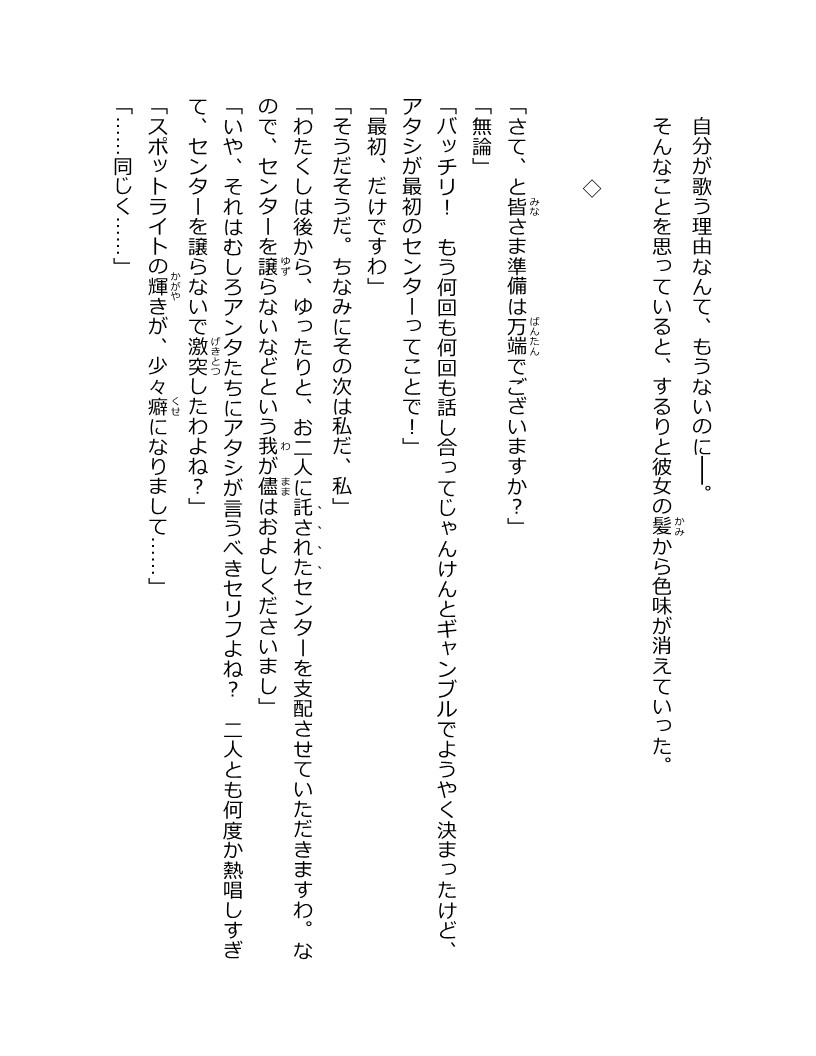 自分が歌う理由なんて、もうないのに――。
そんなことを思っていると、するりと彼女の髪から色味が消えていった。
◇
「さて、と皆さま準備は万端でございますか?」
「無論」
「バッチリ! もう何回も何回も話し合ってじゃんけんとギャンブルでようやく決まったけど、
アタシが最初のセンターってことで!」
「最初、だけですわ」
「そうだそうだ。ちなみにその次は私だ、私」
「わたくしは後から、ゆったりと、お二人に託されたセンターを支配させていただきますわ。な
ので、センターを譲らないなどという我が儘はおよしくださいまし」
「いや、それはむしろアンタたちにアタシが言うべきセリフよね? 二人とも何度か熱唱しすぎ
て、センターを譲らないで激突したわよね?」
「スポットライトの輝きが、少々癖になりまして……」
「……同じく……」